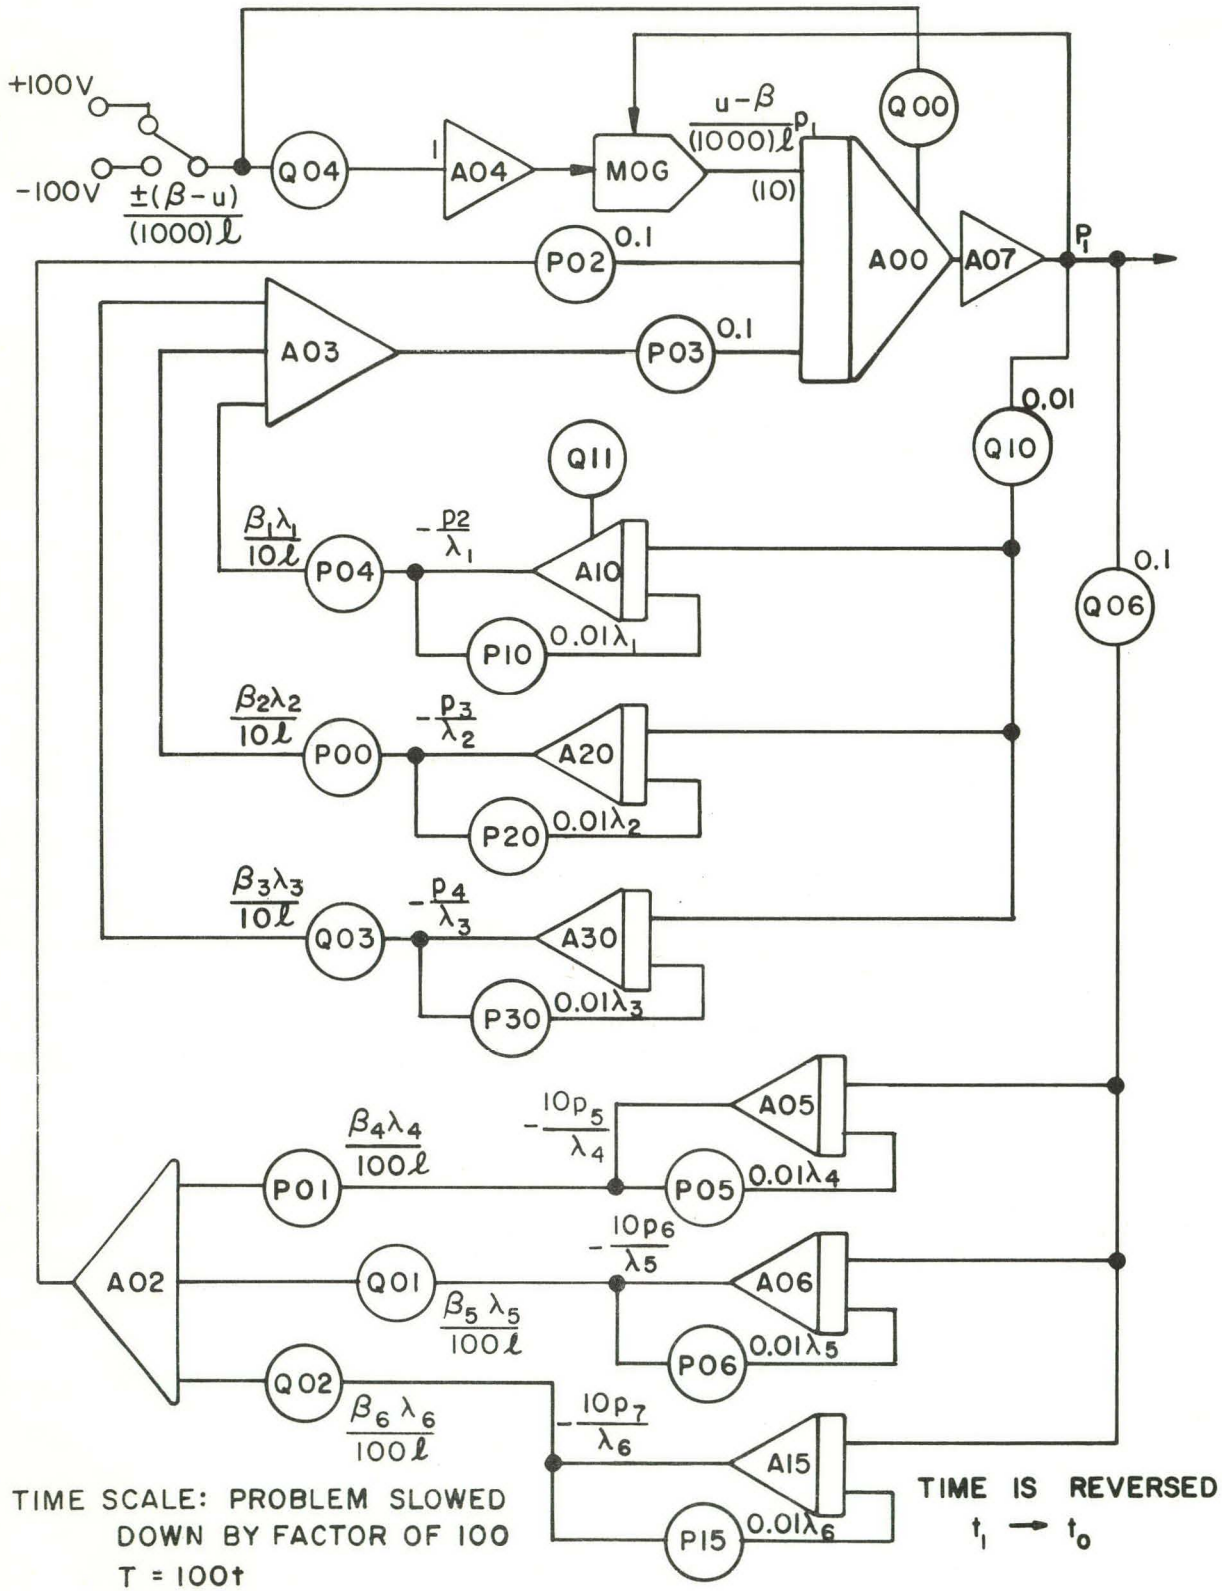 +100V
-100V
±(β-u)
(1000)ℓ
Q04
1
A04
M0G
u-β
(1000)ℓ
p₁
(10)
Q00
P02
0.1
A00
A07
P₁
A03
P03
0.1
0.01
Q10
Q11
β₁λ₁
10ℓ
P04
-p2
λ₁
A10
P10
0.01λ₁
0.1
Q06
β₂λ₂
10ℓ
P00
-p₃
λ₂
A20
P20
0.01λ₂
β₃λ₃
10ℓ
Q03
-p₄
λ₃
A30
P30
0.01λ₃
β₄λ₄
100ℓ
P01
-10p₅
λ₄
A05
P05
0.01λ₄
A02
Q01
β₅λ₅
100ℓ
-10p₆
λ₅
A06
P06
0.01λ₅
Q02
β₆λ₆
100ℓ
-10p₇
λ₆
A15
P15
0.01λ₆
TIME SCALE: PROBLEM SLOWED
DOWN BY FACTOR OF 100
T = 100t
TIME IS REVERSED
t₁ → t₀